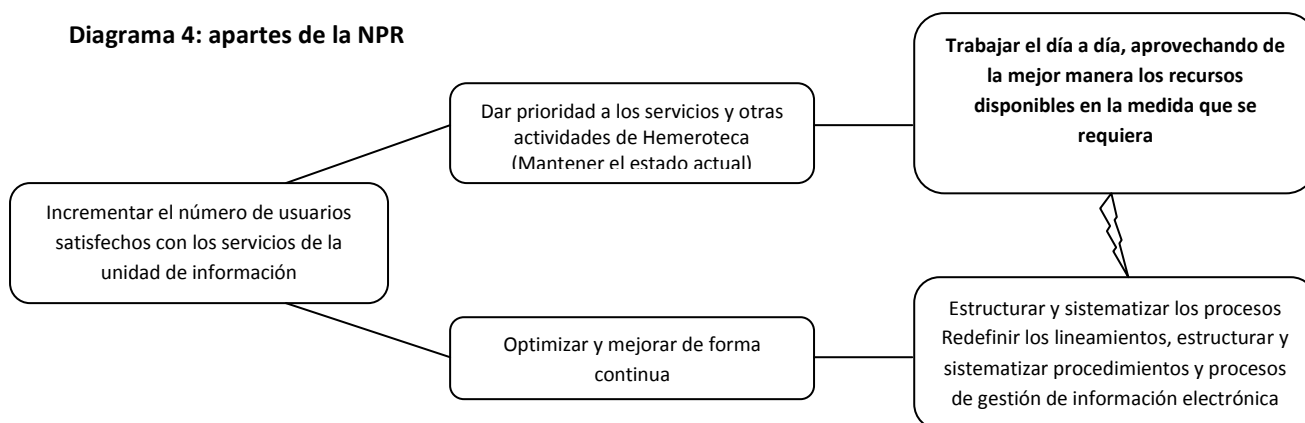 Diagrama 4: apartes de la NPR
Trabajar el día a día, aprovechando de
la mejor manera los recursos
disponibles en la medida que se
requiera
Dar prioridad a los servicios y otras
actividades de Hemeroteca
(Mantener el estado actual)
Incrementar el número de usuarios
satisfechos con los servicios de la
unidad de información
Optimizar y mejorar de forma
continua
Estructurar y sistematizar los procesos
Redefinir los lineamientos, estructurar y
sistematizar procedimientos y procesos
de gestión de información electrónica